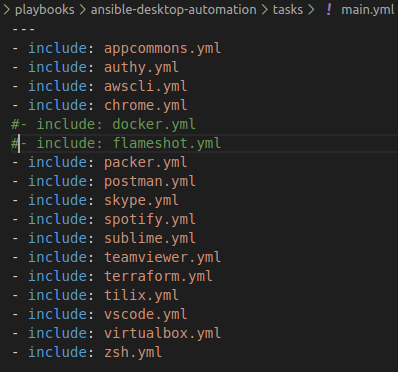 playbooks > ansible-desktop-automation > tasks > ! main.yml
---
- include: appcommons.yml
- include: authy.yml
- include: awscli.yml
- include: chrome.yml
#- include: docker.yml
#- include: flameshot.yml
- include: packer.yml
- include: postman.yml
- include: skype.yml
- include: spotify.yml
- include: sublime.yml
- include: teamviewer.yml
- include: terraform.yml
- include: tilix.yml
- include: vscode.yml
- include: virtualbox.yml
- include: zsh.yml